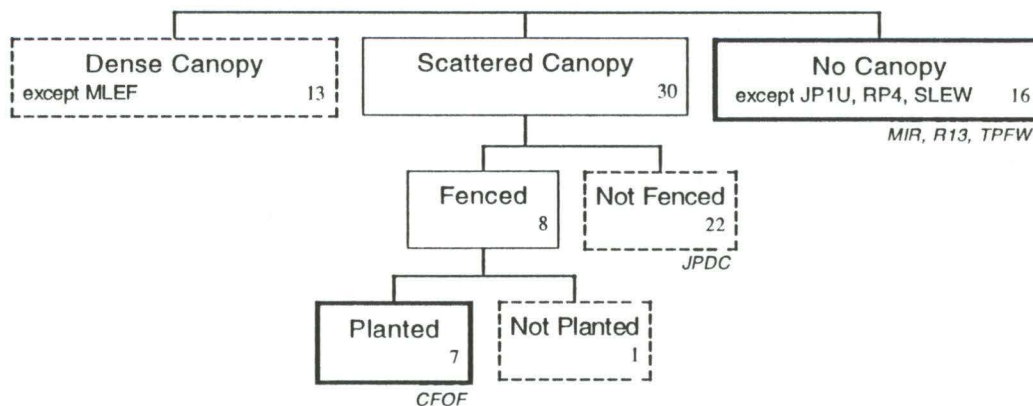 Dense Canopy
except MLEF 13
Scattered Canopy
30
No Canopy
except JP1U, RP4, SLEW 16
MIR, R13, TPFW
Fenced
8
Not Fenced
22
JPDC
Planted
7
CFOF
Not Planted
1